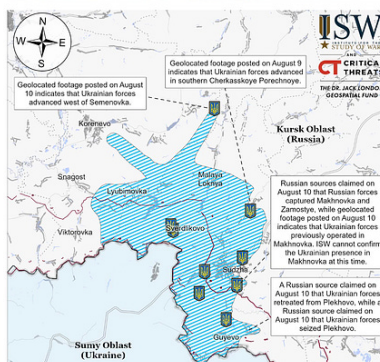 N
W
E
S
ISW
INSTITUTE FOR THE
STUDY OF WAR
AND
CT CRITICAL
THREATS
THE DR. JACK LONDON
GEOSPATIAL FUND
Geolocated footage posted on August 9
indicates that Ukrainian forces advanced
in southern Cherkasskoye Porechnoye.
Geolocated footage posted on August
10 indicates that Ukrainian forces
advanced west of Semenovka.
Korenevo
Kursk Oblast
(Russia)
Malaya
Loknya
Snagost
Lyubimovka
Russian sources claimed on
August 10 that Russian forces
captured Makhnovka and
Zamostye, while geolocated
footage posted on August 10
indicates that Ukrainian forces
previously operated in
Makhnovka. ISW cannot confirm
the Ukrainian presence in
Makhnovka at this time.
Viktorovka
Sverdlikovo
Sudzha
A Russian source claimed on
August 10 that Ukrainian forces
retreated from Plekhovo, while a
Russian source claimed on
August 10 that Ukrainian forces
seized Plekhovo.
Guyevo
Sumy Oblast
(Ukraine)